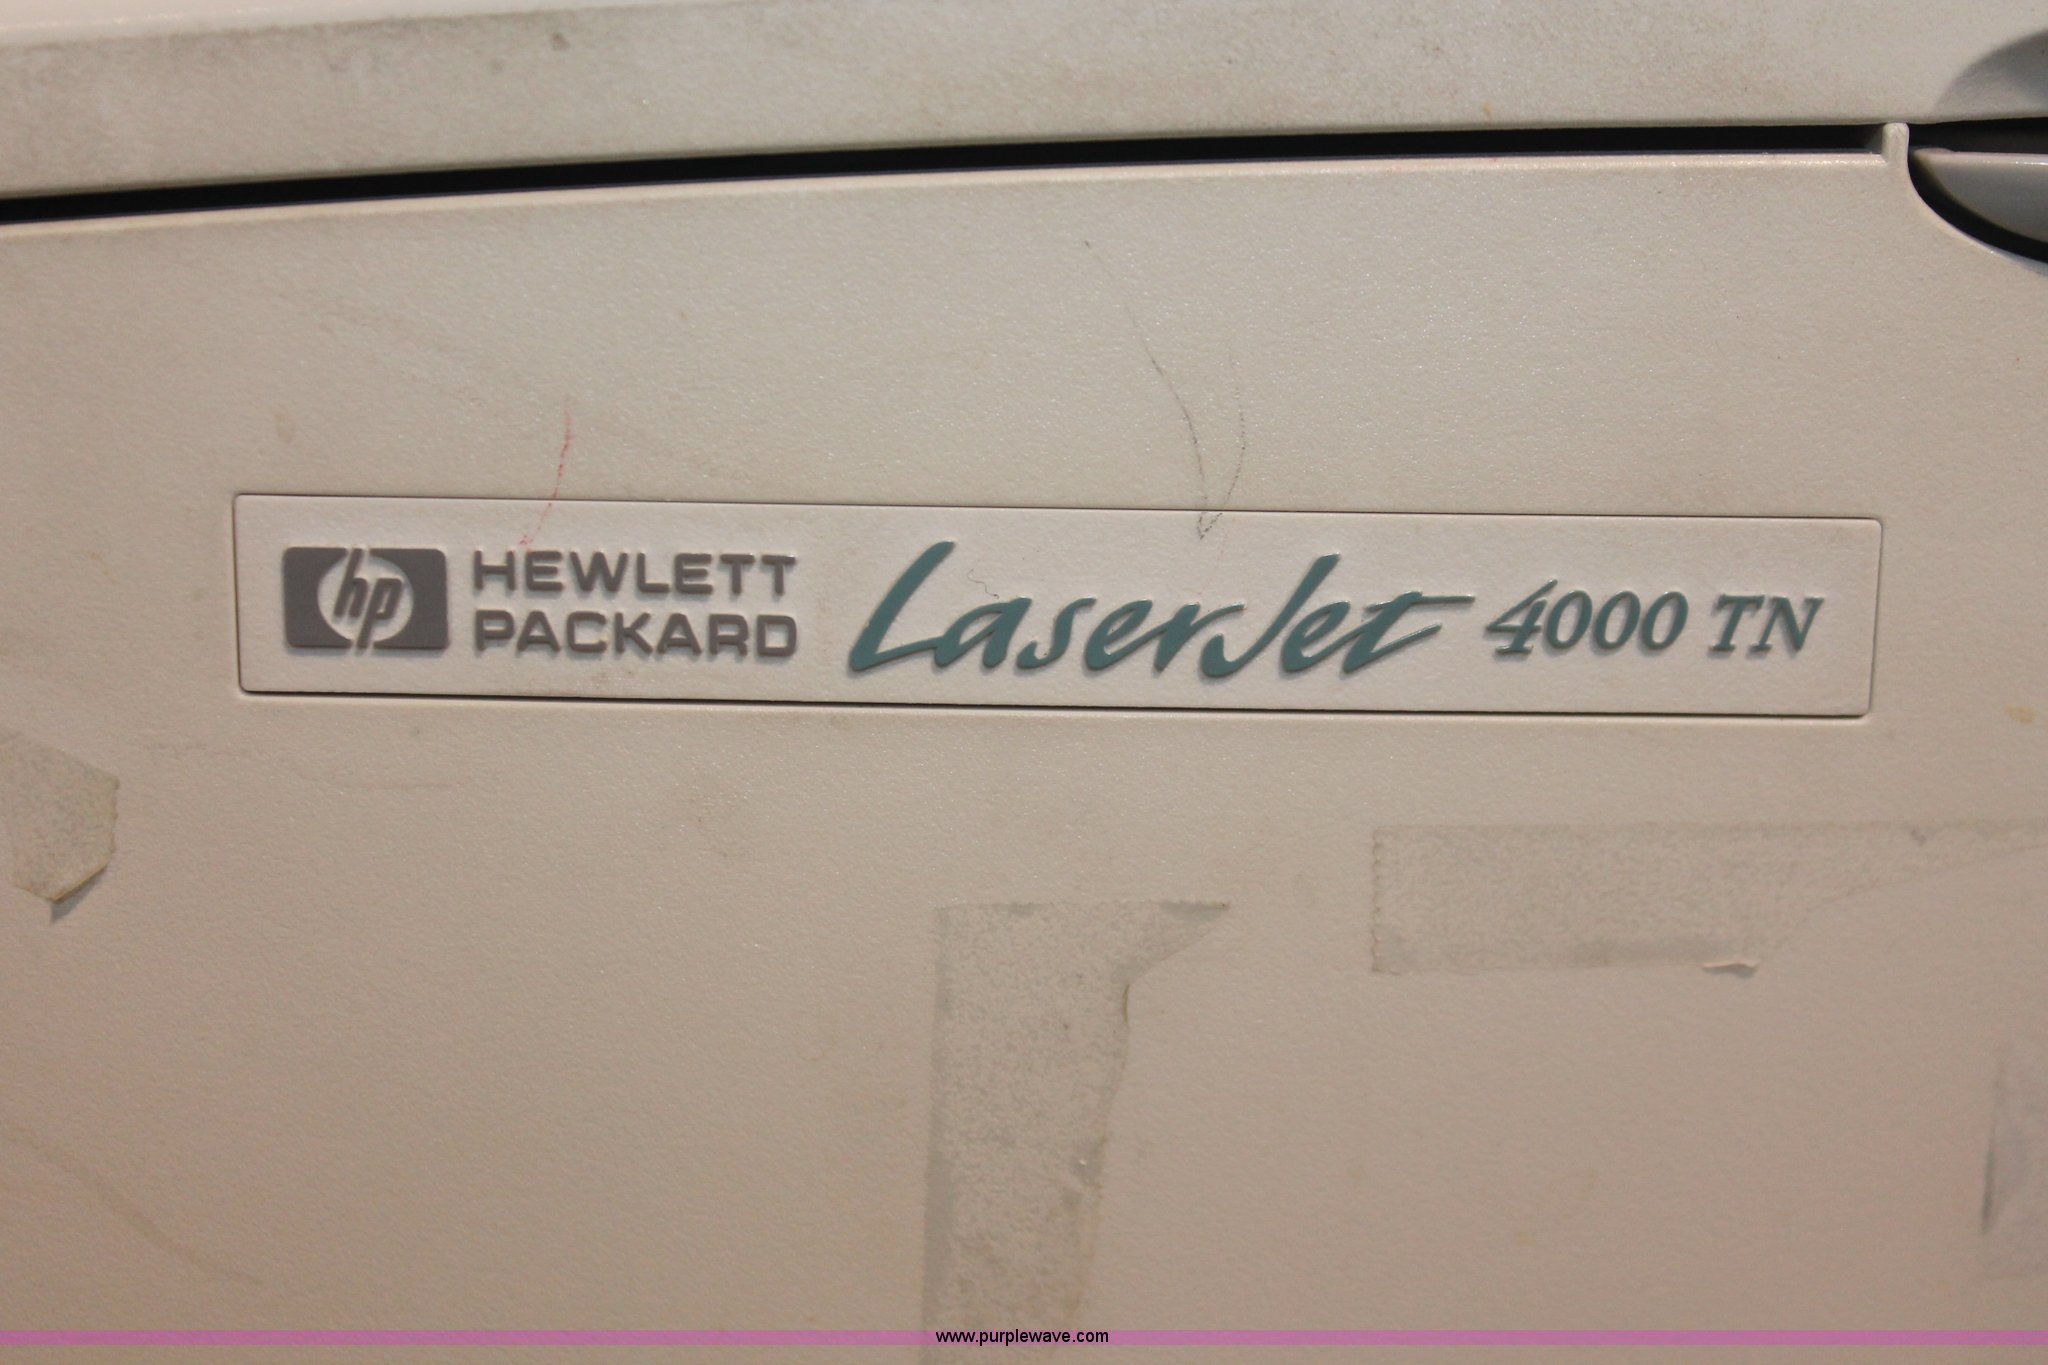 hp HEWLETT PACKARD LaserJet 4000 TN
www.purplewave.com